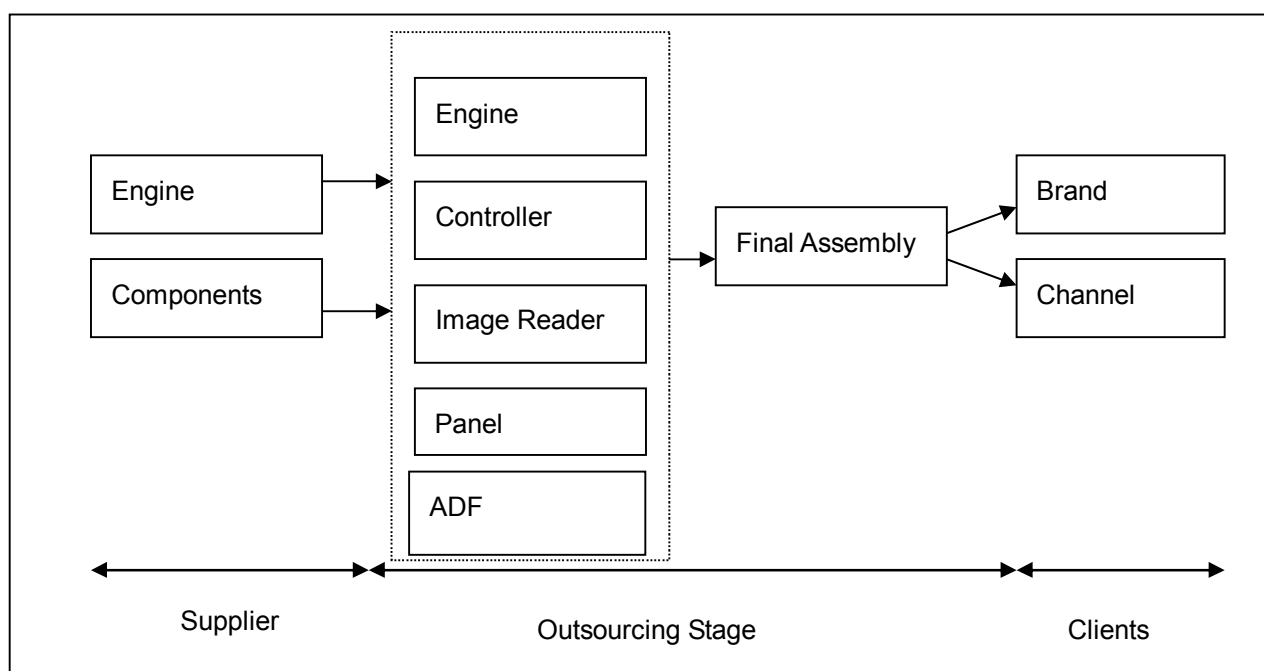 Engine
Components
Engine
Controller
Image Reader
Panel
ADF
Final Assembly
Brand
Channel
Supplier
Outsourcing Stage
Clients